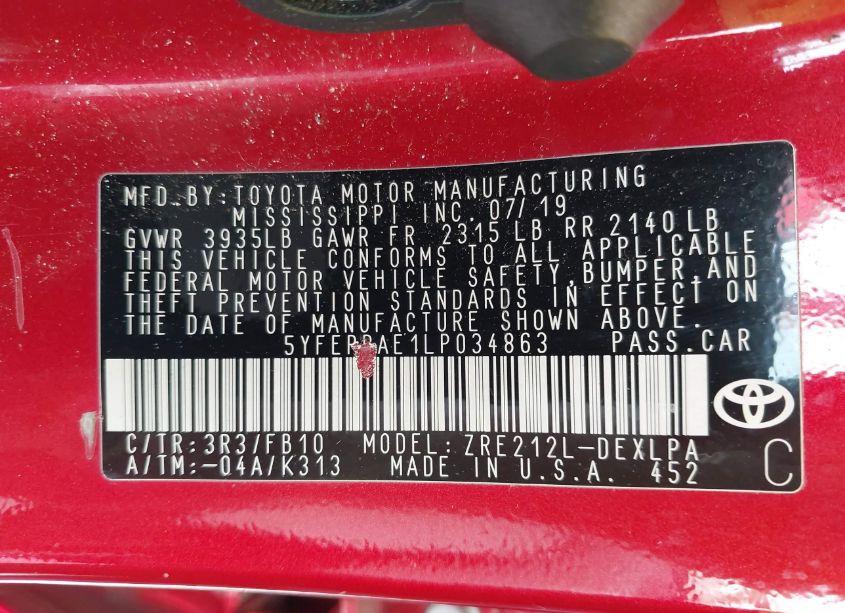 MFD. BY: TOYOTA MOTOR MANUFACTURING
MISSISSIPPI INC. 07/19
GVWR 3935LB GAWR FR 2315 LB RR 2140 LB
THIS VEHICLE CONFORMS TO ALL APPLICABLE
FEDERAL MOTOR VEHICLE SAFETY, BUMPER, AND
THEFT PREVENTION STANDARDS IN EFFECT ON
THE DATE OF MANUFACTURE SHOWN ABOVE.
5YFEPRAE1LP034863 PASS. CAR
C/TR: 3R3/FB10 MODEL: ZRE212L-DEXLPA
A/TM: -04A/K313 MADE IN U.S.A. 452 C